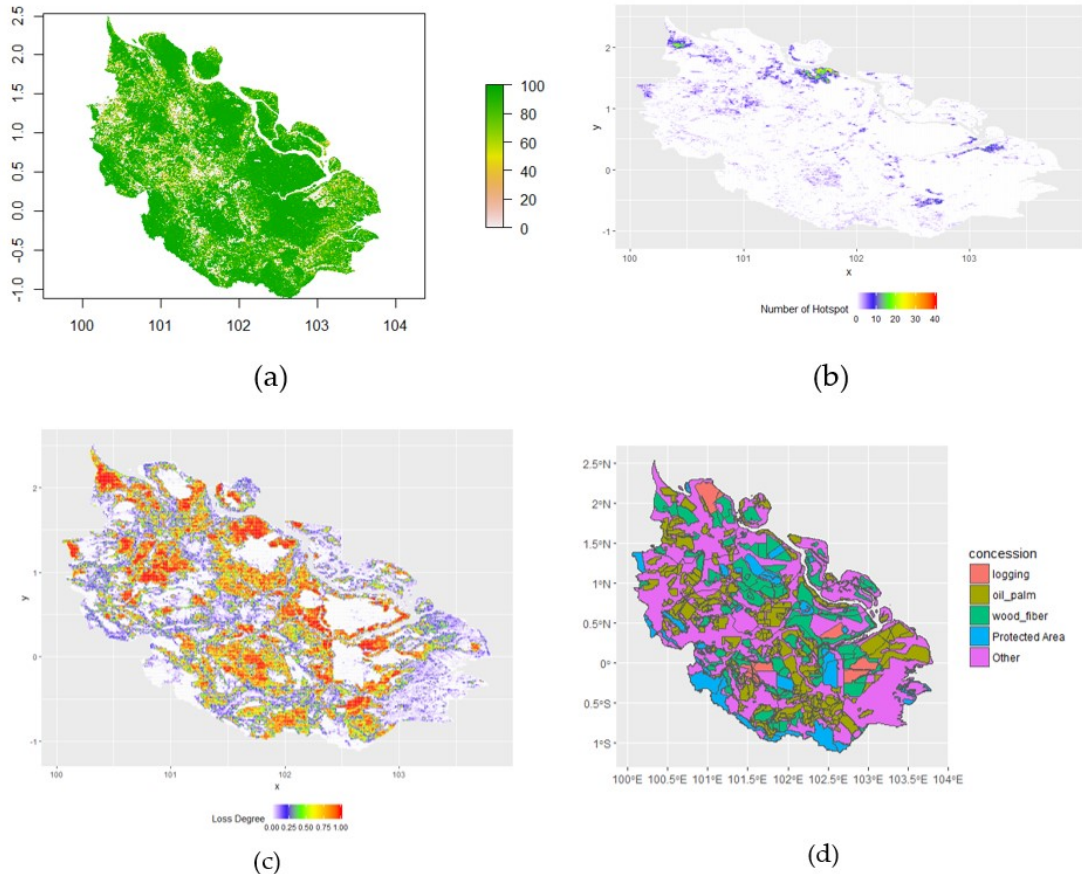 2.5
2.0
1.5
1.0
0.5
0.0
-0.5
-1.0
100 101 102 103 104
100
80
60
40
20
0
(a)
y
2
1
0
-1
100 101 102 103
x
Number of Hotspot
0 10 20 30 40
(b)
y
2
1
0
-1
100 101 102 103
x
Loss Degree
0.00 0.25 0.50 0.75 1.00
(c)
2.5°N
2°N
1.5°N
1°N
0.5°N
0°
0.5°S
1°S
100°E 100.5°E 101°E 101.5°E 102°E 102.5°E 103°E 103.5°E 104°E
concession
logging
oil_palm
wood_fiber
Protected Area
Other
(d)